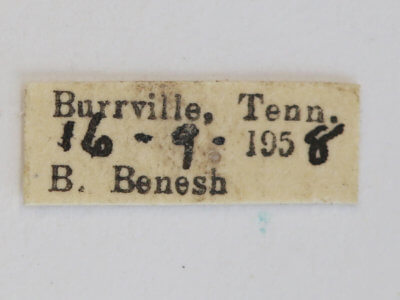 Burrville, Tenn.
16 - 9 - 1958
B. Benesh